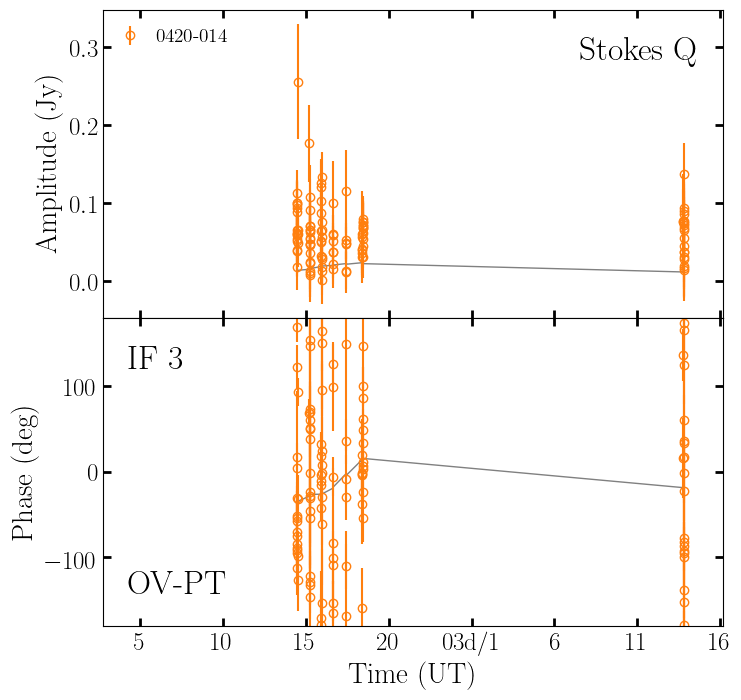 0420-014
Stokes Q
0.3
0.2
0.1
0.0
Amplitude (Jy)
IF 3
100
0
−100
Phase (deg)
OV-PT
5 10 15 20 03d/1 6 11 16
Time (UT)